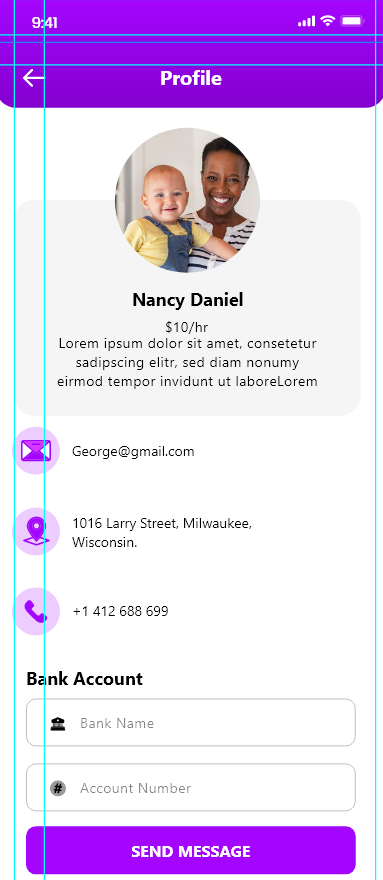 9:41
Profile
Nancy Daniel
$10/hr
Lorem ipsum dolor sit amet, consetetur
sadipscing elitr, sed diam nonumy
eirmod tempor invidunt ut laboreLorem
George@gmail.com
1016 Larry Street, Milwaukee,
Wisconsin.
+1 412 688 699
Bank Account
Bank Name
#
Account Number
SEND MESSAGE